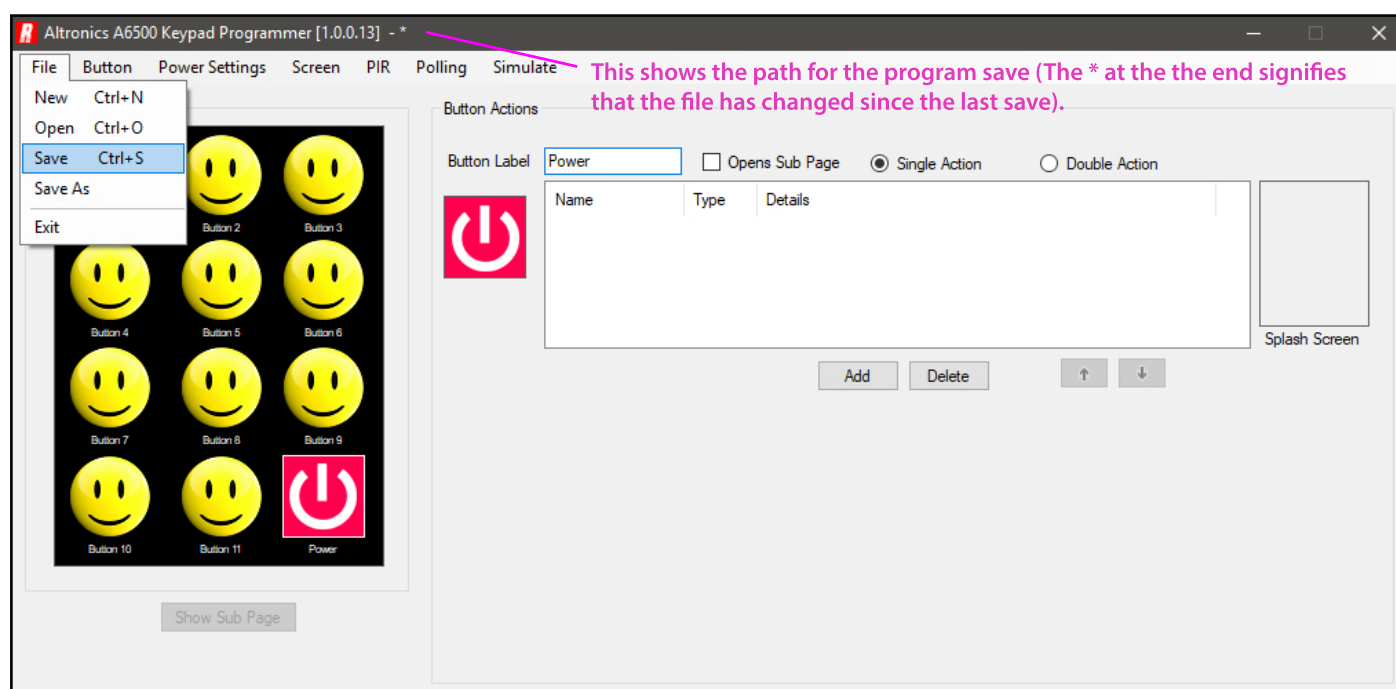 Altronics A6500 Keypad Programmer [1.0.0.13] - *
File Button Power Settings Screen PIR Polling Simulate
This shows the path for the program save (The * at the the end signifies
that the file has changed since the last save).
New Ctrl+N
Open Ctrl+O
Save Ctrl+S
Save As
Exit
Button 2 Button 3
Button 4 Button 5 Button 6
Button 7 Button 8 Button 9
Button 10 Button 11 Power
Show Sub Page
Button Actions
Button Label Power Opens Sub Page Single Action Double Action
Name Type Details
Splash Screen
Add Delete